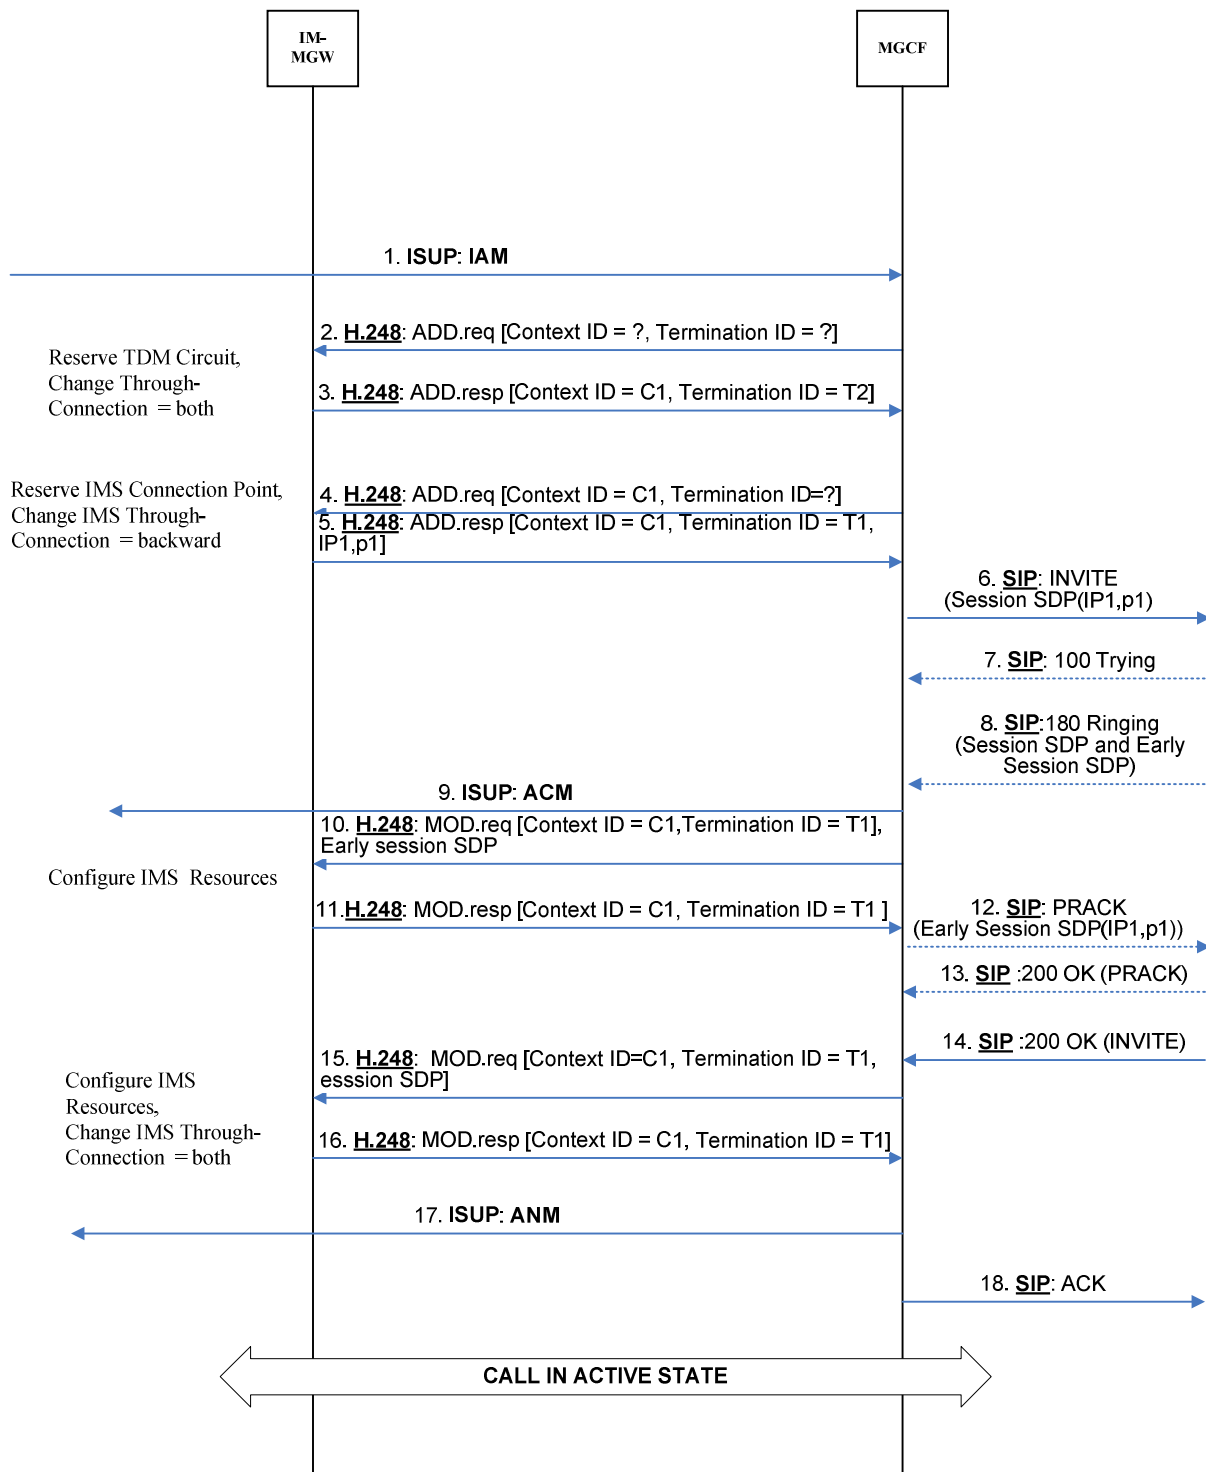 IM-
MGW
MGCF
1. ISUP: IAM
2. H.248: ADD.req [Context ID = ?, Termination ID = ?]
Reserve TDM Circuit,
Change Through-
Connection = both
3. H.248: ADD.resp [Context ID = C1, Termination ID = T2]
Reserve IMS Connection Point,
Change IMS Through-
Connection = backward
4. H.248: ADD.req [Context ID = C1, Termination ID=?]
5. H.248: ADD.resp [Context ID = C1, Termination ID = T1,
IP1,p1]
6. SIP: INVITE
(Session SDP(IP1,p1)
7. SIP: 100 Trying
8. SIP:180 Ringing
(Session SDP and Early
Session SDP)
9. ISUP: ACM
10. H.248: MOD.req [Context ID = C1,Termination ID = T1],
Early session SDP
Configure IMS Resources
11.H.248: MOD.resp [Context ID = C1, Termination ID = T1 ]
12. SIP: PRACK
(Early Session SDP(IP1,p1))
13. SIP :200 OK (PRACK)
14. SIP :200 OK (INVITE)
15. H.248: MOD.req [Context ID=C1, Termination ID = T1,
esssion SDP]
Configure IMS
Resources,
Change IMS Through-
Connection = both
16. H.248: MOD.resp [Context ID = C1, Termination ID = T1]
17. ISUP: ANM
18. SIP: ACK
CALL IN ACTIVE STATE